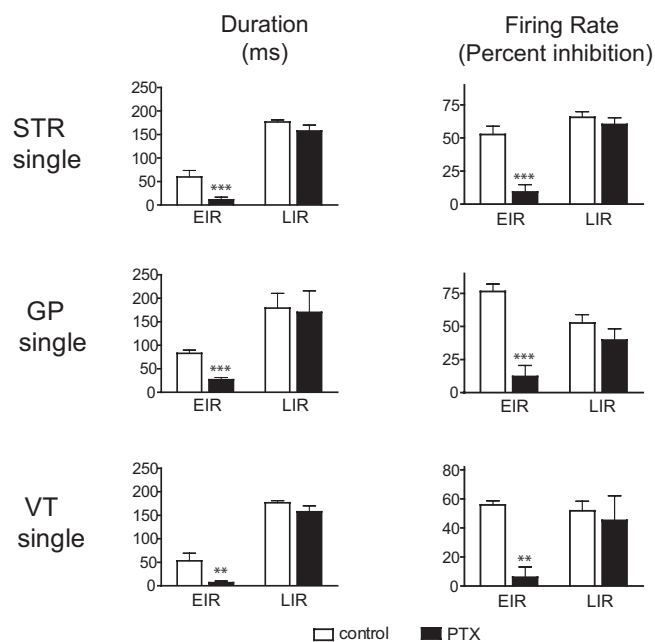 Duration
(ms)
Firing Rate
(Percent inhibition)
STR
single
250
200
150
100
50
0
***
EIR
LIR
75
50
25
0
***
EIR
LIR
GP
single
250
200
150
100
50
0
***
EIR
LIR
75
50
25
0
***
EIR
LIR
VT
single
250
200
150
100
50
0
**
EIR
LIR
80
60
40
20
0
**
EIR
LIR
control
PTX